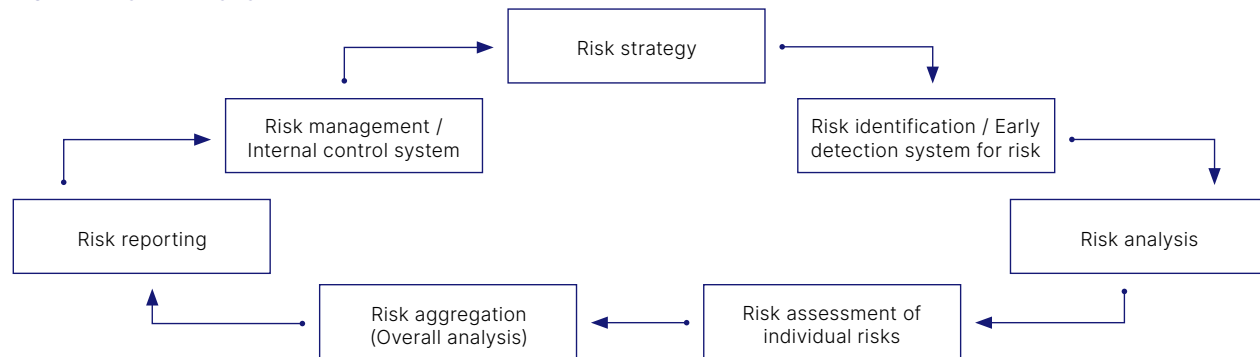 Risk strategy
Risk management /
Internal control system
Risk identification / Early
detection system for risk
Risk reporting
Risk analysis
Risk aggregation
(Overall analysis)
Risk assessment of
individual risks